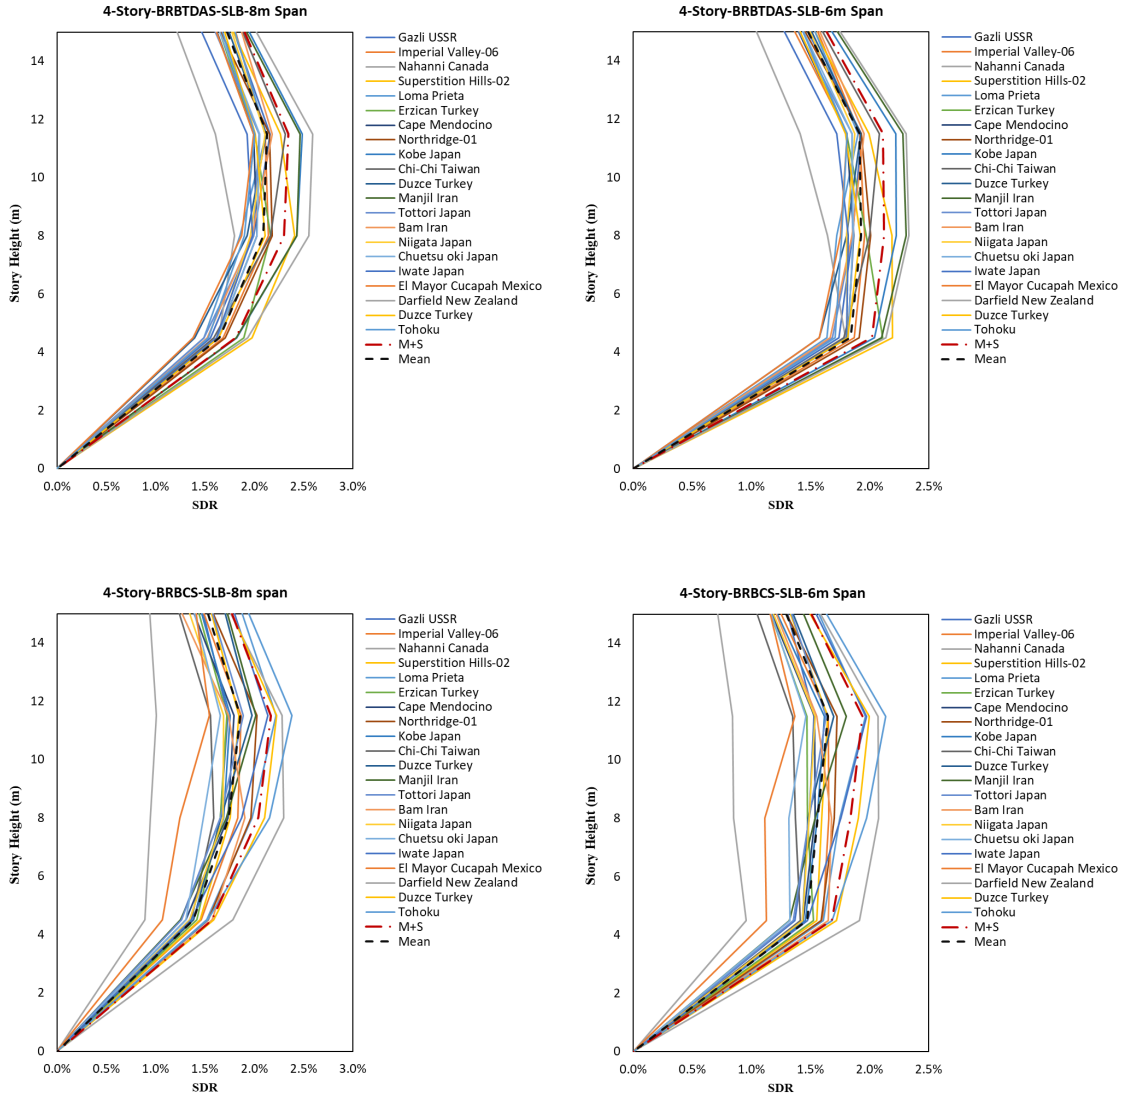 4-Story-BRBTDAS-SLB-8m Span
Story Height (m)
14
12
10
8
6
4
2
0
0.0% 0.5% 1.0% 1.5% 2.0% 2.5% 3.0%
SDR
Gazli USSR
Imperial Valley-06
Nahanni Canada
Superstition Hills-02
Loma Prieta
Erzican Turkey
Cape Mendocino
Northridge-01
Kobe Japan
Chi-Chi Taiwan
Duzce Turkey
Manjil Iran
Tottori Japan
Bam Iran
Niigata Japan
Chuetsu oki Japan
Iwate Japan
El Mayor Cucapah Mexico
Darfield New Zealand
Duzce Turkey
Tohoku
M+S
Mean
4-Story-BRBTDAS-SLB-6m Span
Story Height (m)
14
12
10
8
6
4
2
0
0.0% 0.5% 1.0% 1.5% 2.0% 2.5%
SDR
Gazli USSR
Imperial Valley-06
Nahanni Canada
Superstition Hills-02
Loma Prieta
Erzican Turkey
Cape Mendocino
Northridge-01
Kobe Japan
Chi-Chi Taiwan
Duzce Turkey
Manjil Iran
Tottori Japan
Bam Iran
Niigata Japan
Chuetsu oki Japan
Iwate Japan
El Mayor Cucapah Mexico
Darfield New Zealand
Duzce Turkey
Tohoku
M+S
Mean
4-Story-BRBCS-SLB-8m span
Story Height (m)
14
12
10
8
6
4
2
0
0.0% 0.5% 1.0% 1.5% 2.0% 2.5% 3.0%
SDR
Gazli USSR
Imperial Valley-06
Nahanni Canada
Superstition Hills-02
Loma Prieta
Erzican Turkey
Cape Mendocino
Northridge-01
Kobe Japan
Chi-Chi Taiwan
Duzce Turkey
Manjil Iran
Tottori Japan
Bam Iran
Niigata Japan
Chuetsu oki Japan
Iwate Japan
El Mayor Cucapah Mexico
Darfield New Zealand
Duzce Turkey
Tohoku
M+S
Mean
4-Story-BRBCS-SLB-6m Span
Story Height (m)
14
12
10
8
6
4
2
0
0.0% 0.5% 1.0% 1.5% 2.0% 2.5%
SDR
Gazli USSR
Imperial Valley-06
Nahanni Canada
Superstition Hills-02
Loma Prieta
Erzican Turkey
Cape Mendocino
Northridge-01
Kobe Japan
Chi-Chi Taiwan
Duzce Turkey
Manjil Iran
Tottori Japan
Bam Iran
Niigata Japan
Chuetsu oki Japan
Iwate Japan
El Mayor Cucapah Mexico
Darfield New Zealand
Duzce Turkey
Tohoku
M+S
Mean